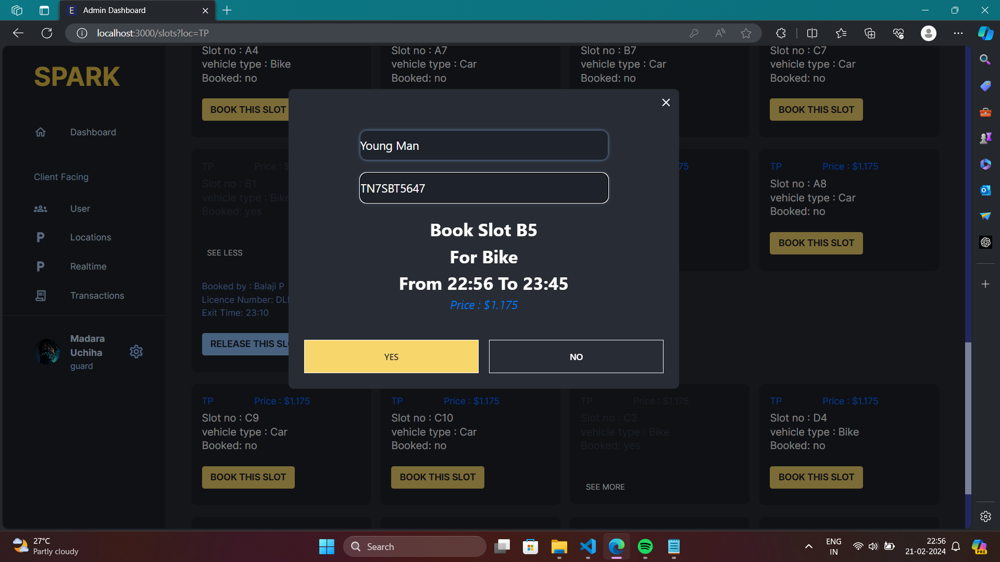 E Admin Dashboard
localhost:3000/slots?loc=TP
SPARK
Dashboard
Client Facing
User
Locations
Realtime
Transactions
Madara
Uchiha
guard
Slot no : A4
vehicle type : Bike
Booked: no
BOOK THIS SLOT
Slot no : A7
vehicle type : Car
Booked: no
Slot no : B7
vehicle type : Car
Booked: no
Slot no : C7
vehicle type : Car
Booked: no
BOOK THIS SLOT
TP Price : $
Slot no : B1
vehicle type : Bike
Booked: yes
SEE LESS
Booked by : Balaji P
Licence Number: DL
Exit Time: 23:10
RELEASE THIS SLO
75
TP Price : $1.175
Slot no : A8
vehicle type : Car
Booked: no
BOOK THIS SLOT
Young Man
TN7SBT5647
Book Slot B5
For Bike
From 22:56 To 23:45
Price : $1.175
YES
NO
TP Price : $1.175
Slot no : C9
vehicle type : Car
Booked: no
BOOK THIS SLOT
TP Price : $1.175
Slot no : C10
vehicle type : Car
Booked: no
BOOK THIS SLOT
TP Price : $1.175
Slot no : C2
vehicle type : Bike
Booked: yes
SEE MORE
TP Price : $1.175
Slot no : D4
vehicle type : Bike
Booked: no
BOOK THIS SLOT
27°C
Partly cloudy
Search
ENG
IN
22:56
21-02-2024
PRE